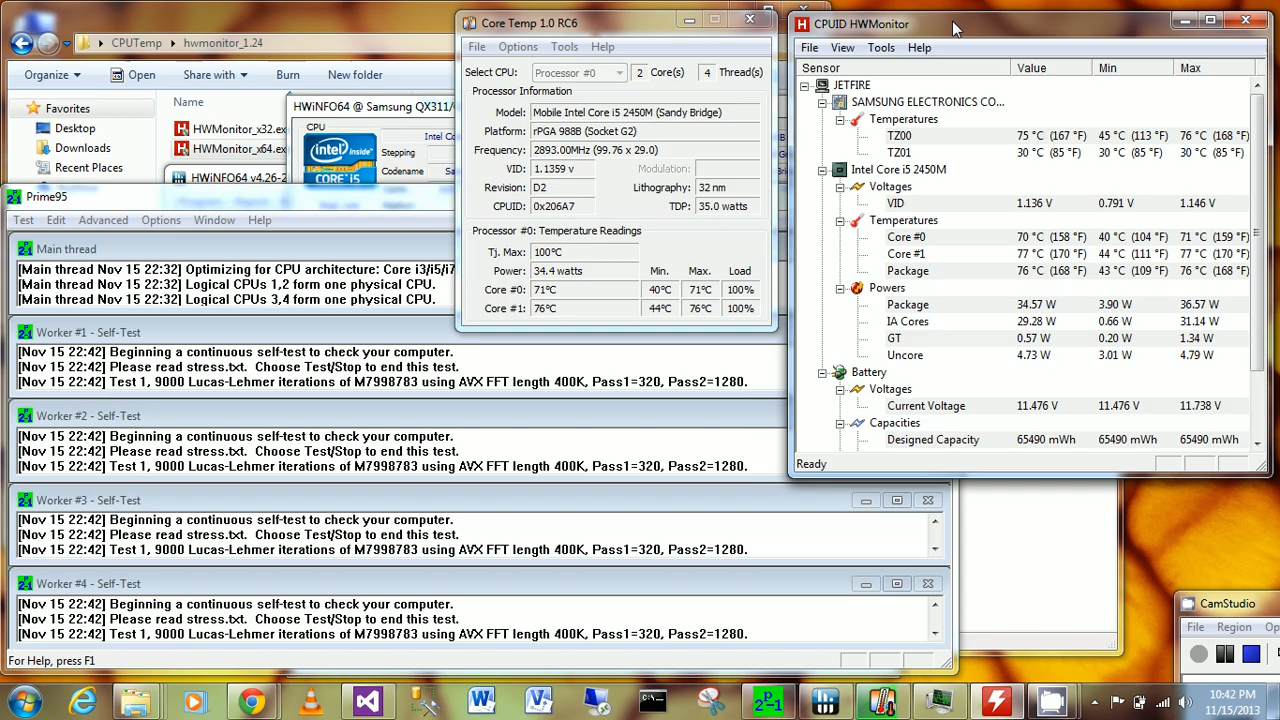 CPUTemp
hwmonitor_1.24
Organize
Open
Share with
Burn
New folder
Favorites
Desktop
Downloads
Recent Places
Name
HWMonitor_x32.ex
HWMonitor_x64.ex
HWiNFO64 v4.26-2
HWiNFO64 @ Samsung QX311/
CPU
Intel Co
intel inside™
CORE™ i5
Stepping
Codename
Prime95
Test Edit Advanced Options Window Help
Main thread
[Main thread Nov 15 22:32] Optimizing for CPU architecture: Core i3/i5/i7
[Main thread Nov 15 22:32] Logical CPUs 1,2 form one physical CPU.
[Main thread Nov 15 22:32] Logical CPUs 3,4 form one physical CPU.
Worker #1 - Self-Test
[Nov 15 22:42] Beginning a continuous self-test to check your computer.
[Nov 15 22:42] Please read stress.txt. Choose Test/Stop to end this test.
[Nov 15 22:42] Test 1, 9000 Lucas-Lehmer iterations of M7998783 using AVX FFT length 400K, Pass1=320, Pass2=1280.
Worker #2 - Self-Test
[Nov 15 22:42] Beginning a continuous self-test to check your computer.
[Nov 15 22:42] Please read stress.txt. Choose Test/Stop to end this test.
[Nov 15 22:42] Test 1, 9000 Lucas-Lehmer iterations of M7998783 using AVX FFT length 400K, Pass1=320, Pass2=1280.
Worker #3 - Self-Test
[Nov 15 22:42] Beginning a continuous self-test to check your computer.
[Nov 15 22:42] Please read stress.txt. Choose Test/Stop to end this test.
[Nov 15 22:42] Test 1, 9000 Lucas-Lehmer iterations of M7998783 using AVX FFT length 400K, Pass1=320, Pass2=1280.
Worker #4 - Self-Test
[Nov 15 22:42] Beginning a continuous self-test to check your computer.
[Nov 15 22:42] Please read stress.txt. Choose Test/Stop to end this test.
[Nov 15 22:42] Test 1, 9000 Lucas-Lehmer iterations of M7998783 using AVX FFT length 400K, Pass1=320, Pass2=1280.
For Help, press F1
Core Temp 1.0 RC6
File Options Tools Help
Select CPU: Processor #0 2 Core(s) 4 Thread(s)
Processor Information
Model: Mobile Intel Core i5 2450M (Sandy Bridge)
Platform: rPGA 988B (Socket G2)
Frequency: 2893.00MHz (99.76 x 29.0)
VID: 1.1359 v Modulation:
Revision: D2 Lithography: 32 nm
CPUID: 0x206A7 TDP: 35.0 watts
Processor #0: Temperature Readings
Tj. Max: 100°C
Power: 34.4 watts Min. Max. Load
Core #0: 71°C 40°C 71°C 100%
Core #1: 76°C 44°C 76°C 100%
CPUID HWMonitor
File View Tools Help
Sensor Value Min Max
JETFIRE
SAMSUNG ELECTRONICS CO...
Temperatures
TZ00 75 °C (167 °F) 45 °C (113 °F) 76 °C (168 °F)
TZ01 30 °C (85 °F) 30 °C (85 °F) 30 °C (85 °F)
Intel Core i5 2450M
Voltages
VID 1.136 V 0.791 V 1.146 V
Temperatures
Core #0 70 °C (158 °F) 40 °C (104 °F) 71 °C (159 °F)
Core #1 77 °C (170 °F) 44 °C (111 °F) 77 °C (170 °F)
Package 76 °C (168 °F) 43 °C (109 °F) 76 °C (168 °F)
Powers
Package 34.57 W 3.90 W 36.57 W
IA Cores 29.28 W 0.66 W 31.14 W
GT 0.57 W 0.20 W 1.34 W
Uncore 4.73 W 3.01 W 4.79 W
Battery
Voltages
Current Voltage 11.476 V 11.476 V 11.738 V
Capacities
Designed Capacity 65490 mWh 65490 mWh 65490 mWh
Ready
CamStudio
File Region Op
10:42 PM
11/15/2013